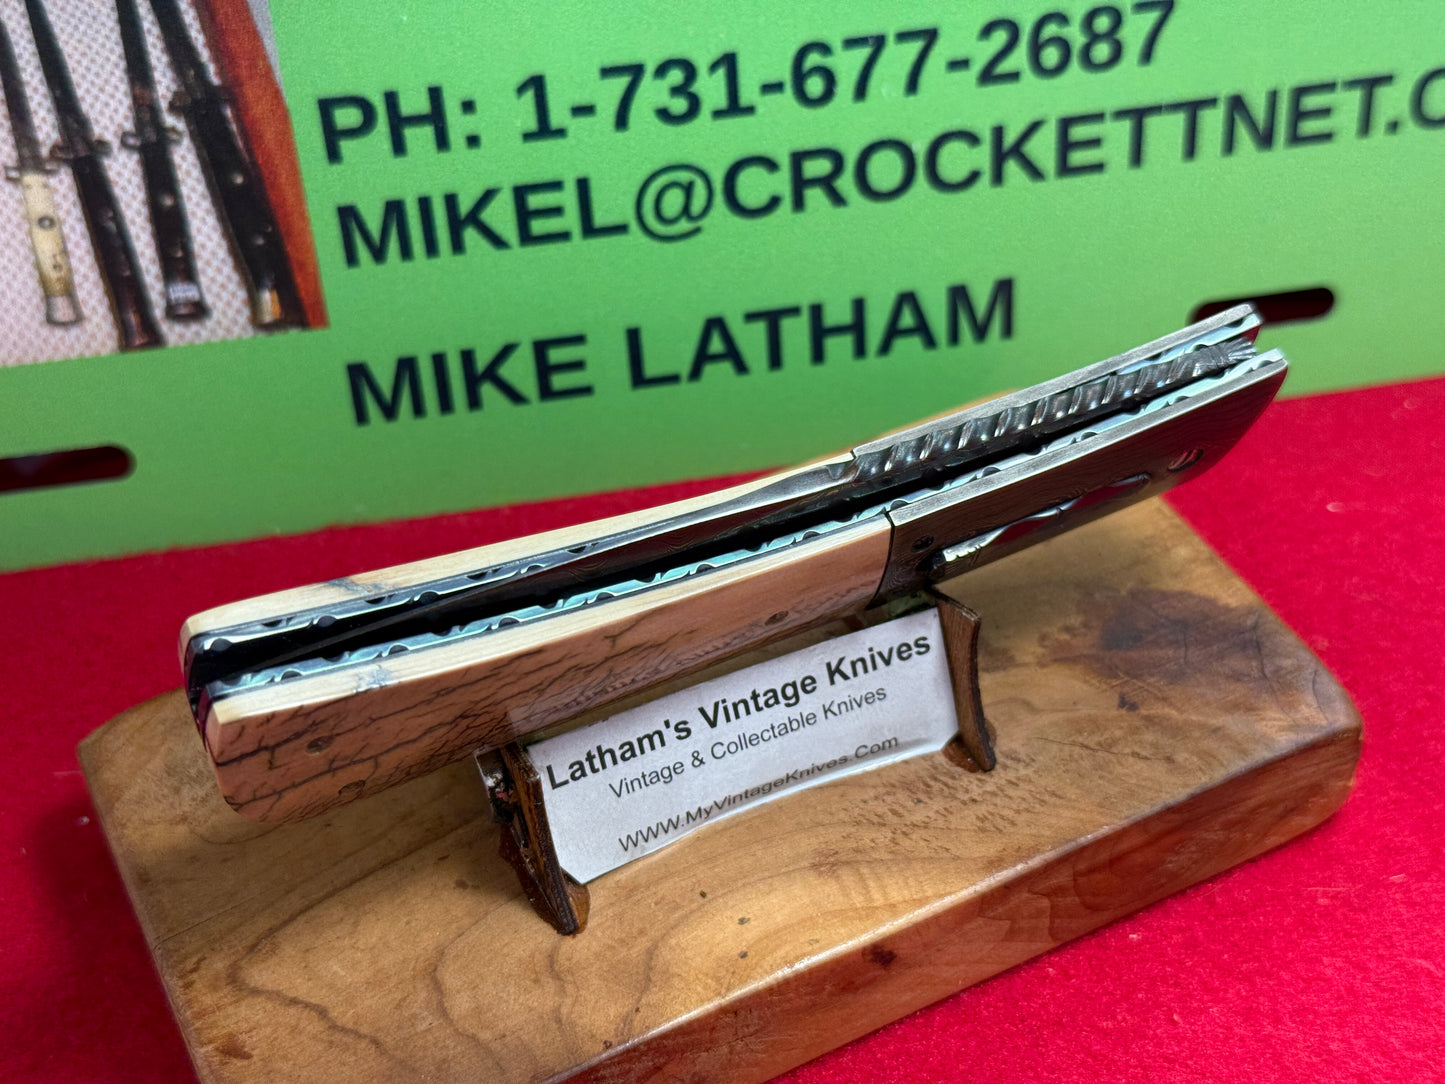 PH: 1-731-677-2687
MIKEL@CROCKETTNET.C
MIKE LATHAM
Latham's Vintage Knives
Vintage & Collectable Knives
WWW.MyVintageKnives.Com